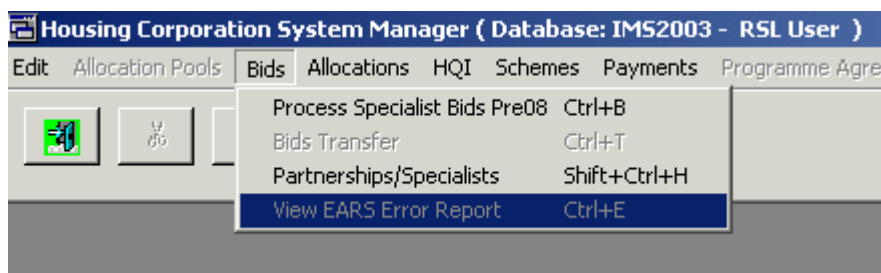 Housing Corporation System Manager ( Database: IMS2003 - RSL User )
Edit Allocation Pools Bids Allocations HQI Schemes Payments Programme Agre
Process Specialist Bids Pre08 Ctrl+B
Bids Transfer Ctrl+T
Partnerships/Specialists Shift+Ctrl+H
View EARS Error Report Ctrl+E